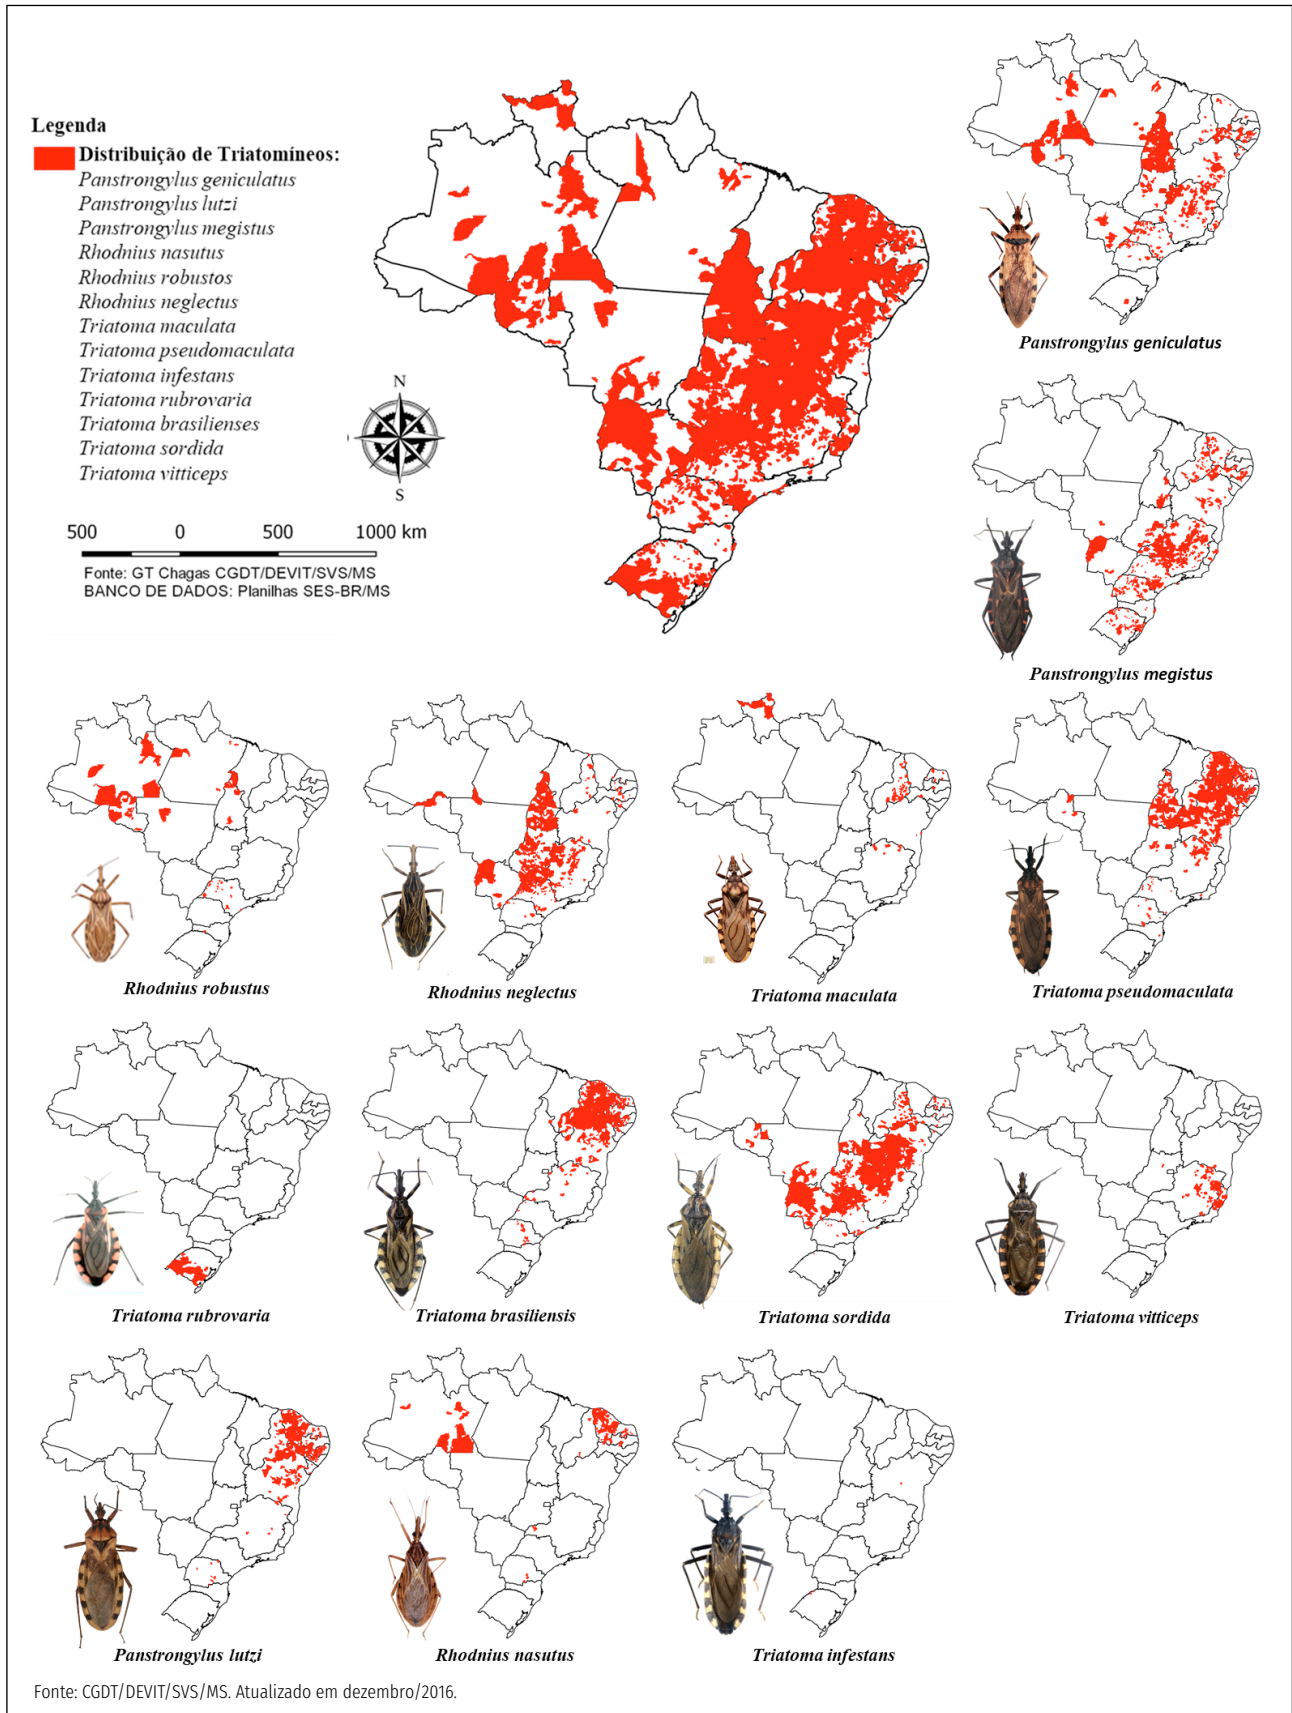 Legenda
Distribuição de Triatomíneos:
Panstrongylus geniculatus
Panstrongylus lutzi
Panstrongylus megistus
Rhodnius nasutus
Rhodnius robustos
Rhodnius neglectus
Triatoma maculata
Triatoma pseudomaculata
Triatoma infestans
Triatoma rubrovaria
Triatoma brasilienses
Triatoma sordida
Triatoma vitticeps
N
S
500 0 500 1000 km
Fonte: GT Chagas CGDT/DEVIT/SVS/MS
BANCO DE DADOS: Planilhas SES-BR/MS
Panstrongylus geniculatus
Panstrongylus megistus
Rhodnius robustus
Rhodnius neglectus
Triatoma maculata
Triatoma pseudomaculata
Triatoma rubrovaria
Triatoma brasiliensis
Triatoma sordida
Triatoma vitticeps
Panstrongylus lutzi
Rhodnius nasutus
Triatoma infestans
Fonte: CGDT/DEVIT/SVS/MS. Atualizado em dezembro/2016.